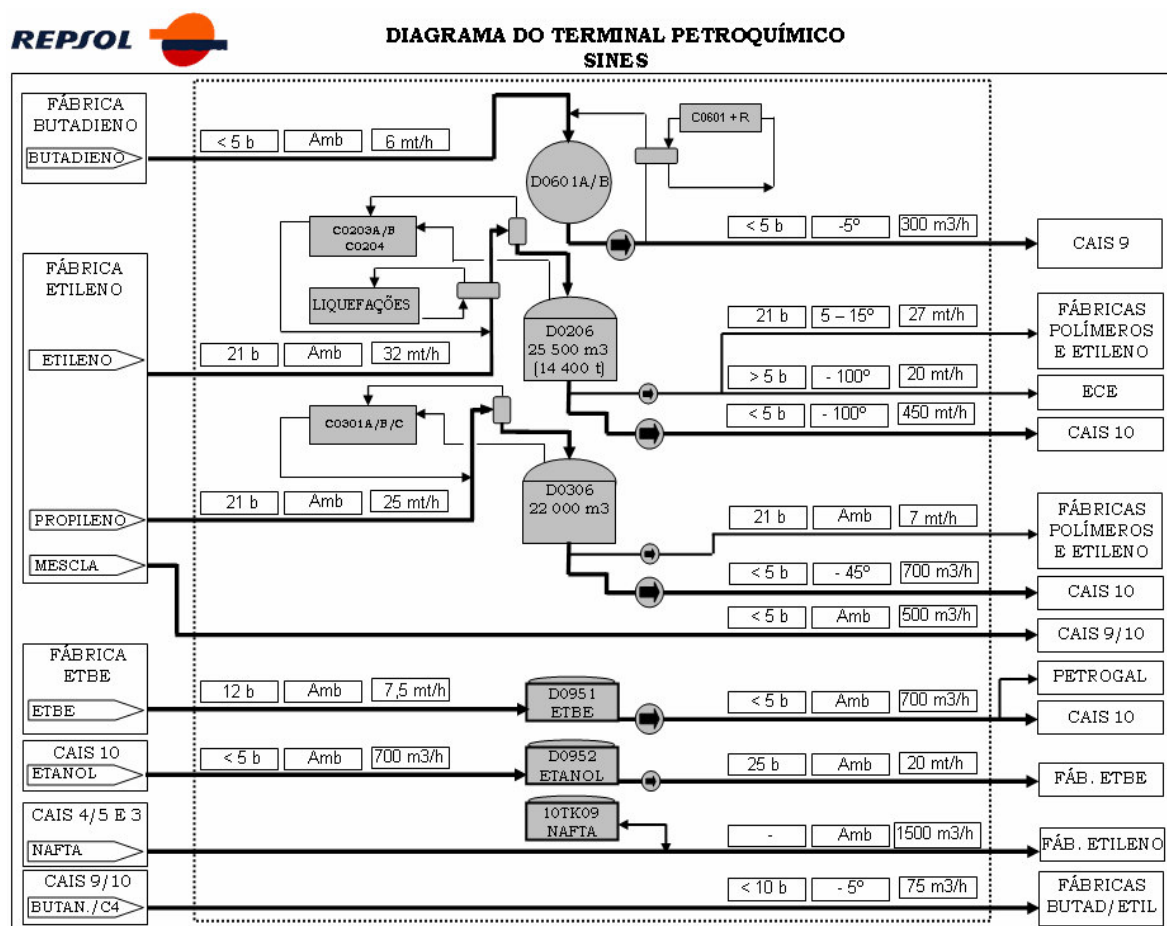 REPSOL
DIAGRAMA DO TERMINAL PETROQUÍMICO
SINES
FÁBRICA
BUTADIENO
BUTADIENO
< 5 b
Amb
6 mt/h
C0601 + R
D0601A/B
< 5 b
-5º
300 m3/h
CAIS 9
FÁBRICA
ETILENO
C0203A/B
C0204
LIQUEFAÇÕES
ETILENO
21 b
Amb
32 mt/h
D0206
25 500 m3
(14 400 t)
21 b
5 – 15º
27 mt/h
FÁBRICAS
POLÍMEROS
E ETILENO
> 5 b
- 100º
20 mt/h
ECE
< 5 b
- 100º
450 mt/h
CAIS 10
C0301A/B/C
PROPILENO
21 b
Amb
25 mt/h
D0306
22 000 m3
21 b
Amb
7 mt/h
FÁBRICAS
POLÍMEROS
E ETILENO
MESCLA
< 5 b
- 45º
700 m3/h
CAIS 10
< 5 b
Amb
500 m3/h
CAIS 9/10
FÁBRICA
ETBE
ETBE
12 b
Amb
7,5 mt/h
D0951
ETBE
< 5 b
Amb
700 m3/h
PETROGAL
CAIS 10
CAIS 10
ETANOL
< 5 b
Amb
700 m3/h
D0952
ETANOL
25 b
Amb
20 mt/h
FÁB. ETBE
CAIS 4/5 E 3
NAFTA
10TK09
NAFTA
-
Amb
1500 m3/h
FÁB. ETILENO
CAIS 9/10
BUTAN./C4
< 10 b
- 5º
75 m3/h
FÁBRICAS
BUTAD/ETIL